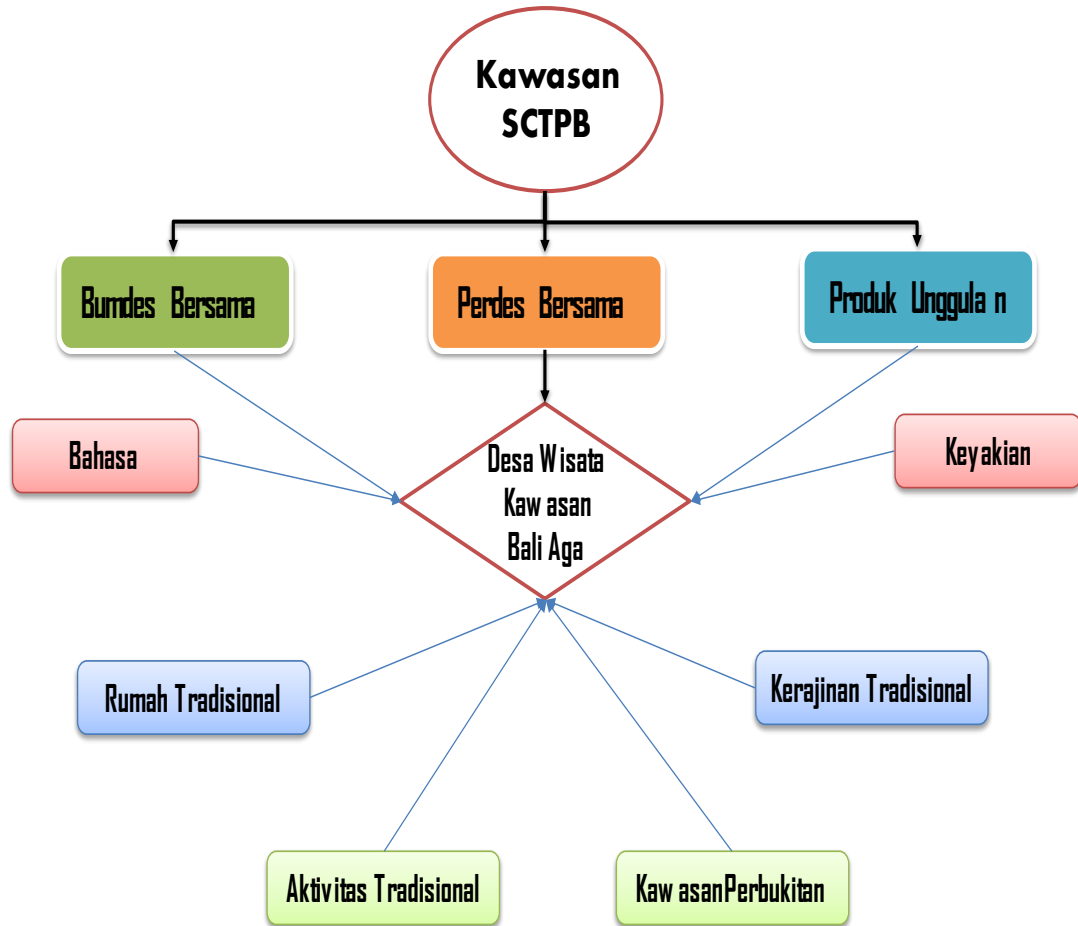 Kawasan
SCTPB
Bumdes Bersama
Perdes Bersama
Produk Unggula n
Bahasa
Keyakian
Desa Wisata
Kaw asan
Bali Aga
Rumah Tradisional
Kerajinan Tradisional
Aktivitas Tradisional
Kaw asanPerbukitan